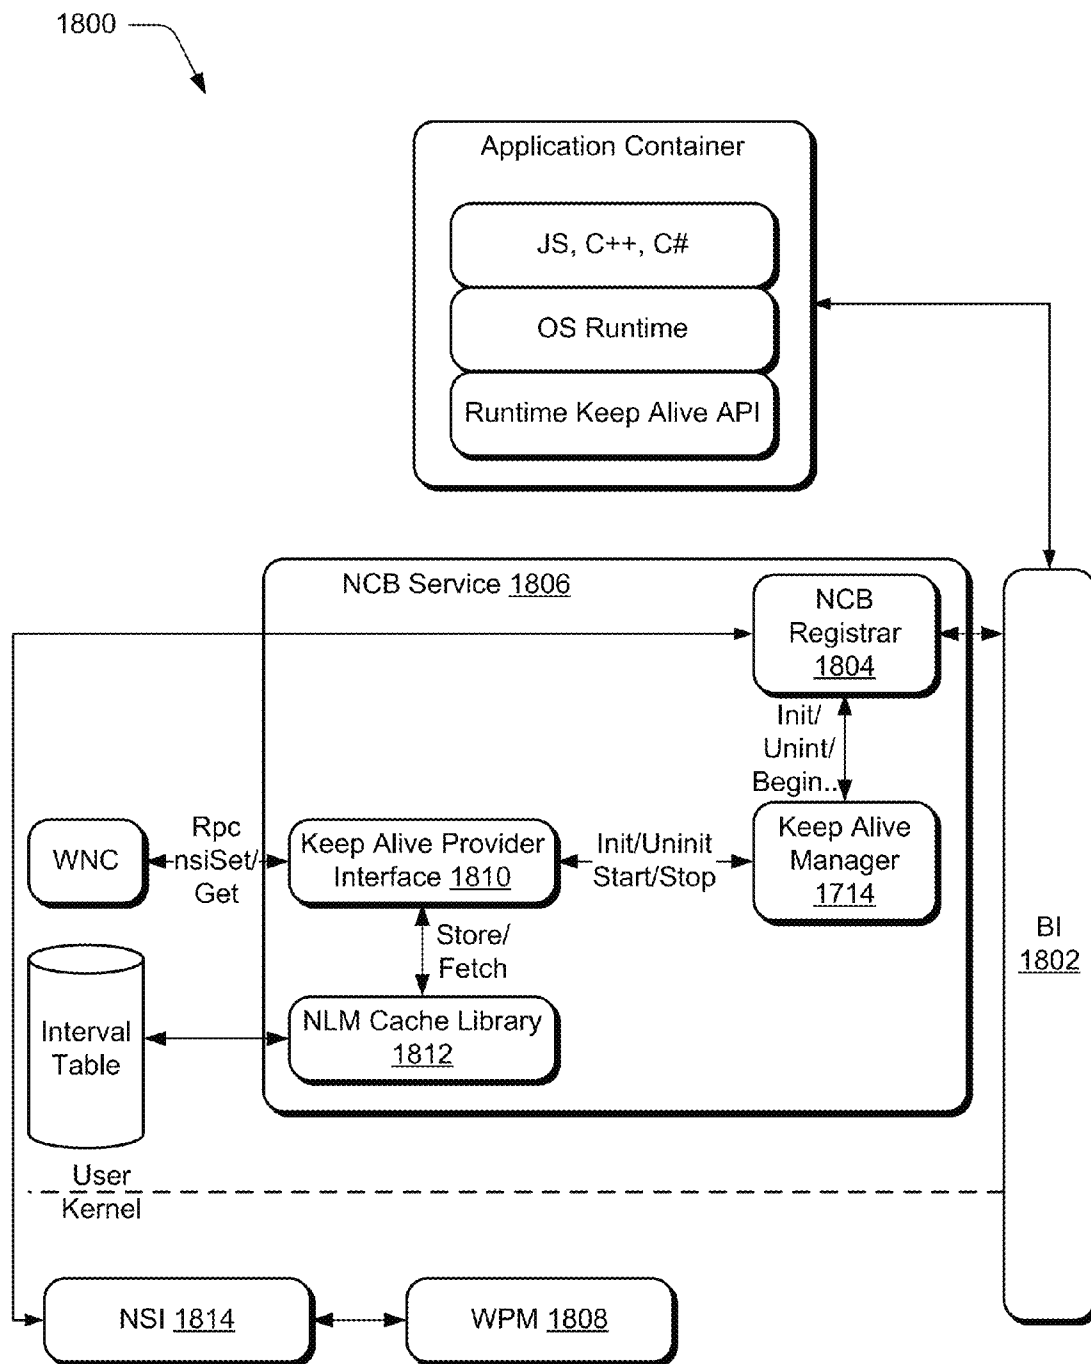 1800
Application Container
JS, C++, C#
OS Runtime
Runtime Keep Alive API
NCB Service 1806
NCB
Registrar
1804
Init/
Unint/
Begin..
WNC
Rpc
nsiSet/
Get
Keep Alive Provider
Interface 1810
Init/Uninit
Start/Stop
Keep Alive
Manager
1714
BI
1802
Store/
Fetch
Interval
Table
NLM Cache Library
1812
User
Kernel
NSI 1814
WPM 1808